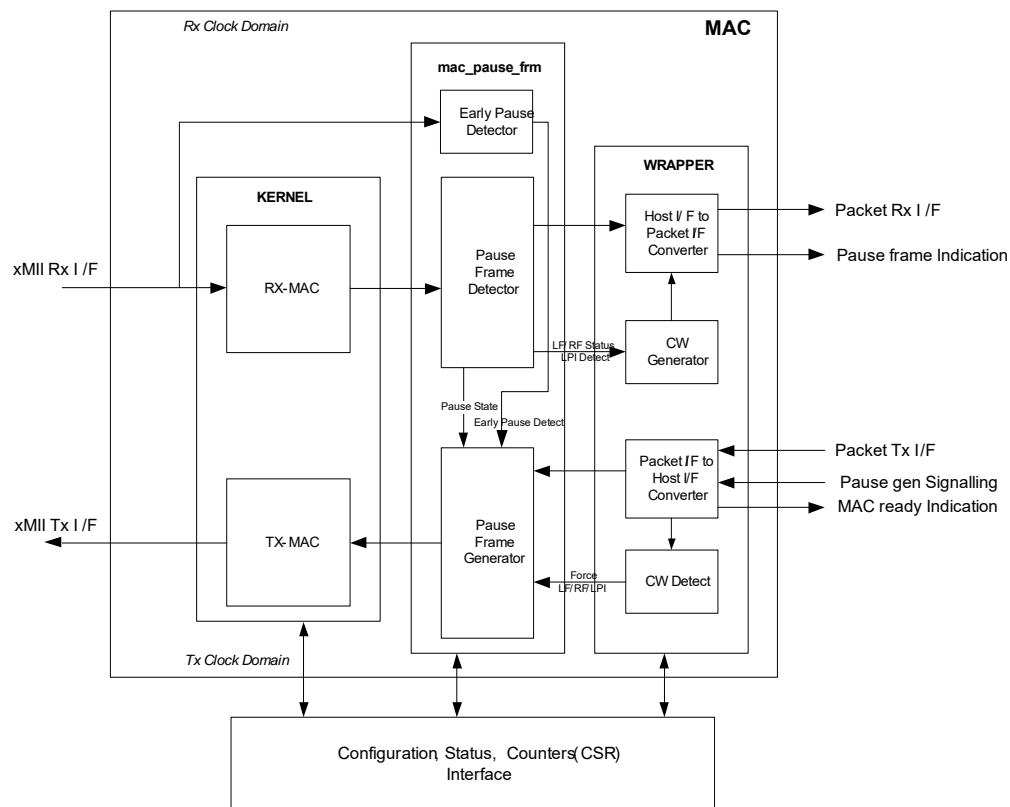 Rx Clock Domain
MAC
mac_pause_frm
Early Pause
Detector
WRAPPER
KERNEL
Host I/ F to
Packet I/F
Converter
Packet Rx I /F
Pause frame Indication
xMII Rx I /F
RX-MAC
Pause
Frame
Detector
LF/ RF Status
LPI Detect
CW
Generator
Pause State
Early Pause Detect
Packet Tx I/F
Packet I/F to
Host I/F
Converter
Pause gen Signalling
MAC ready Indication
xMII Tx I /F
TX-MAC
Pause
Frame
Generator
Force
LF/ RF/ LPI
CW Detect
Tx Clock Domain
Configuration, Status, Counters(CSR)
Interface